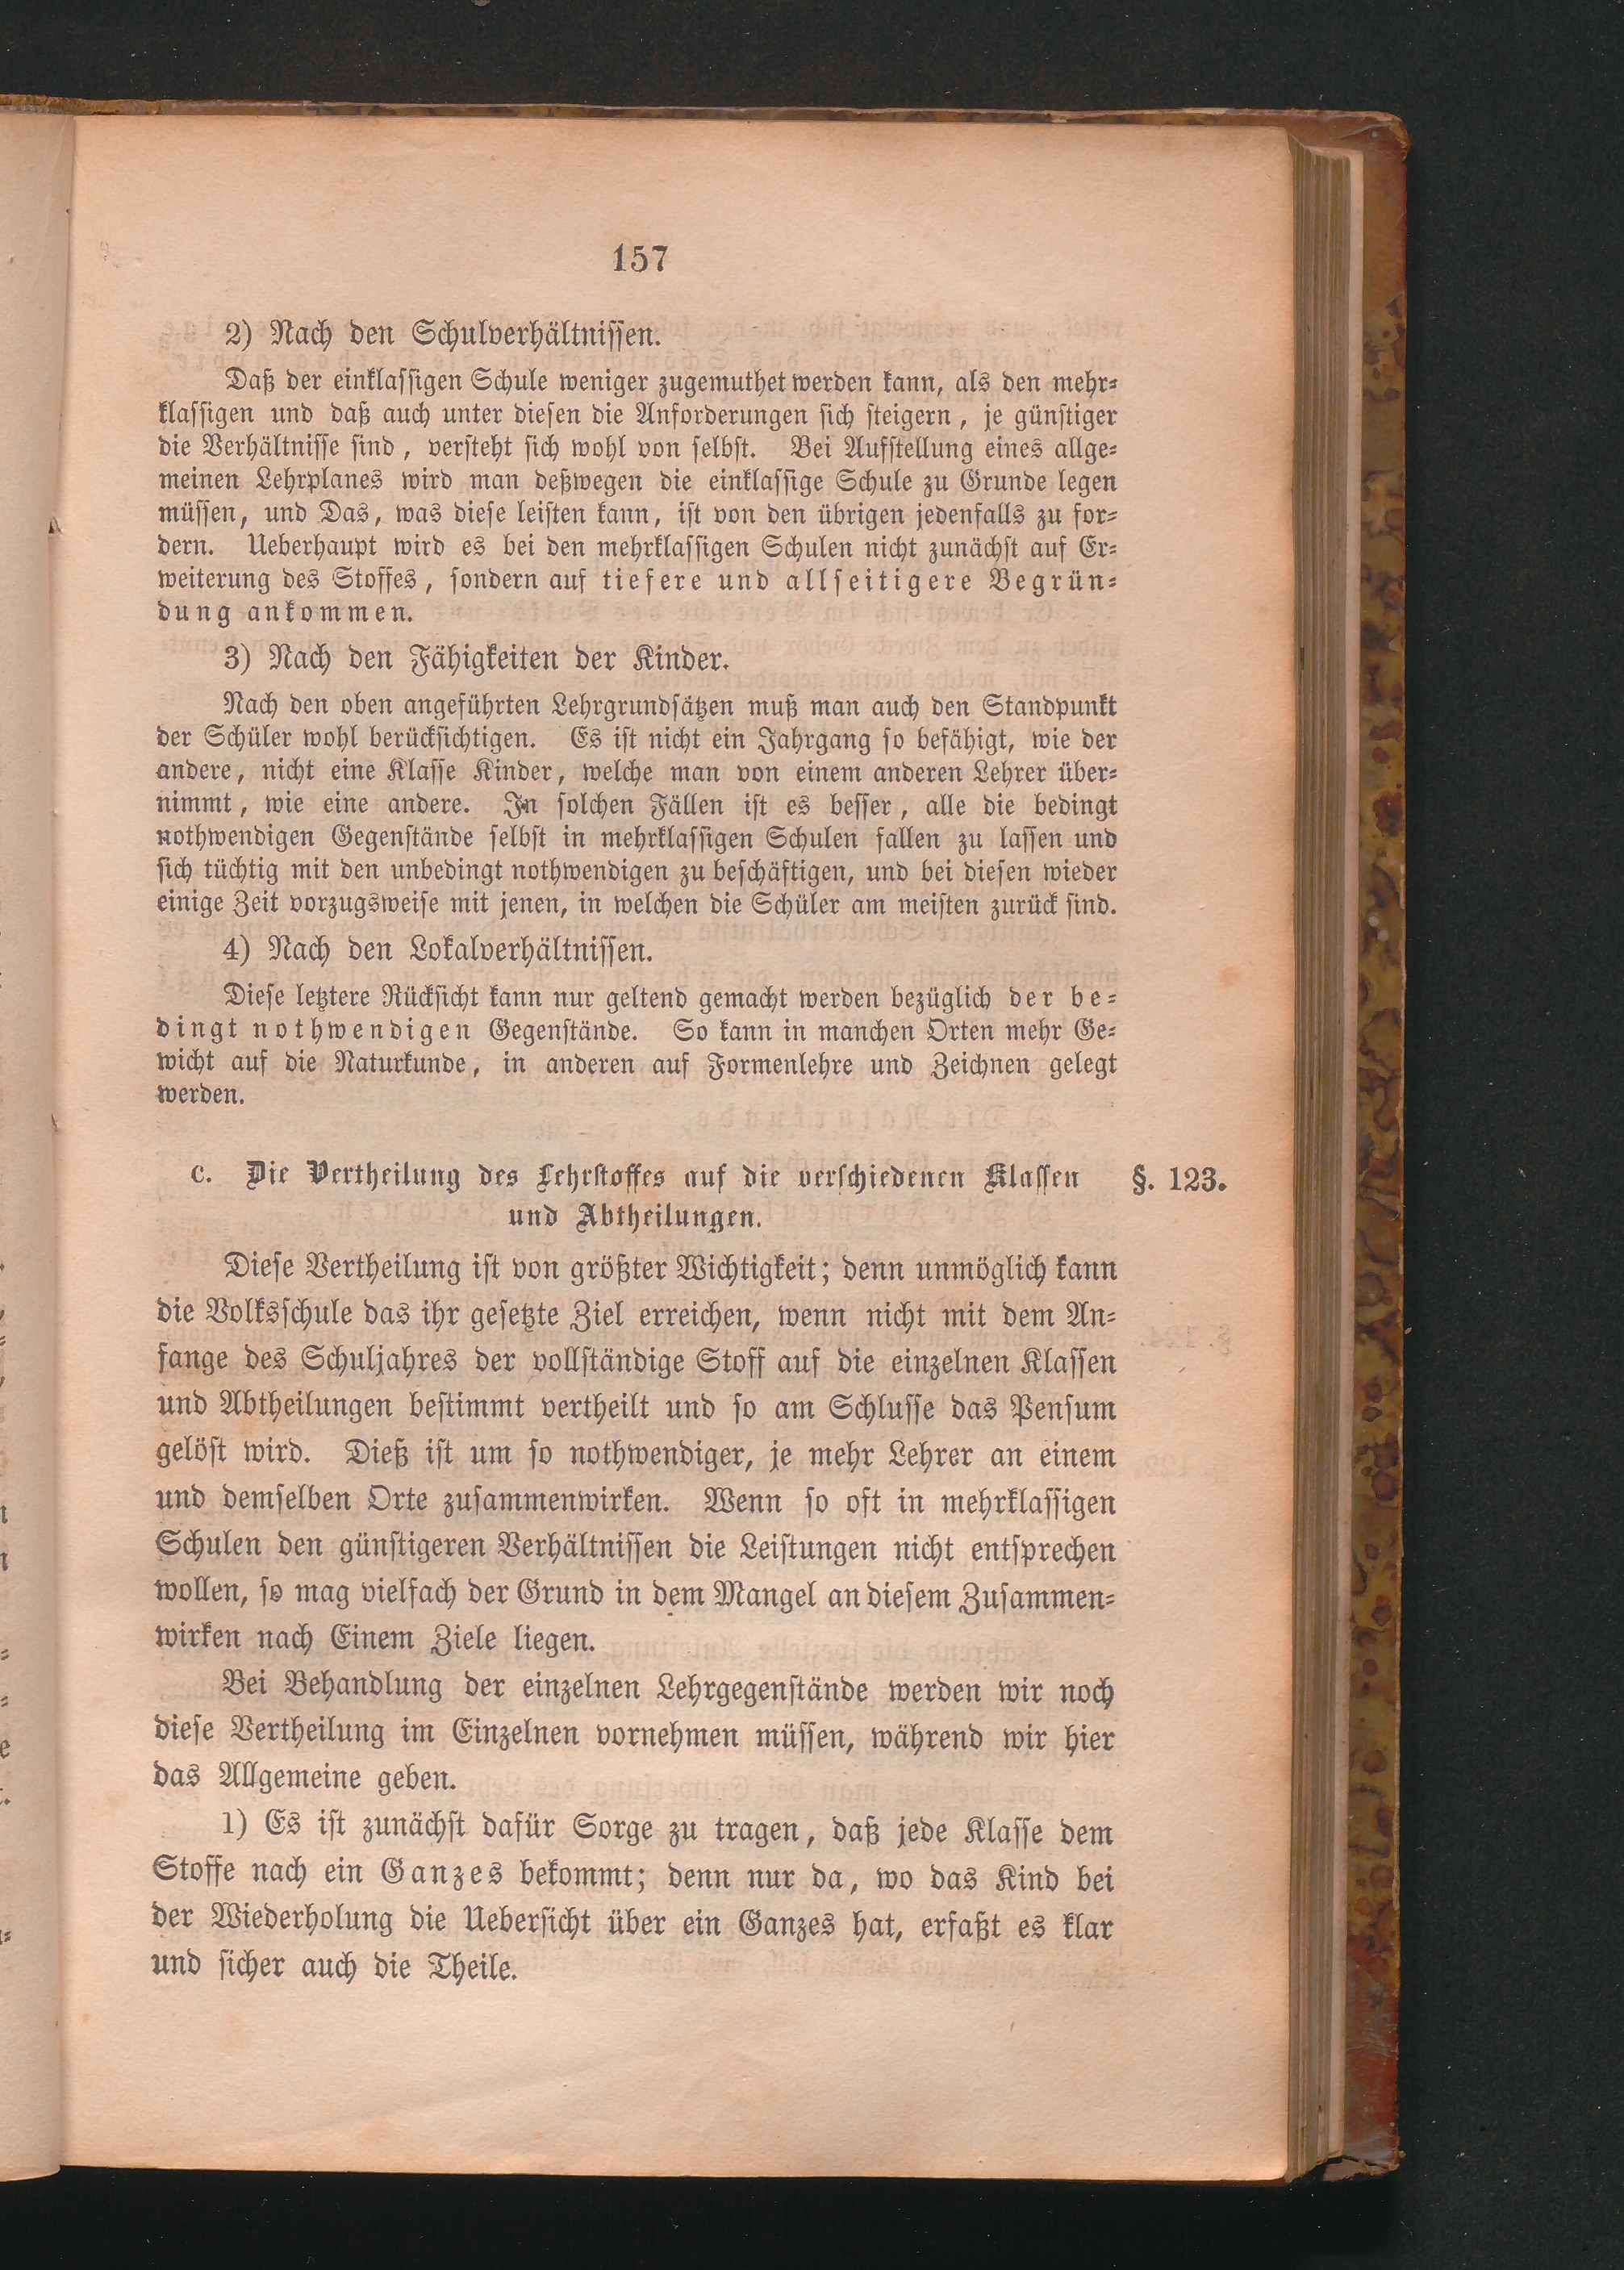 157
2) Nach den Schulverhältnissen.
Daß der einklassigen Schule weniger zugemuthet werden kann, als den mehr-
klassigen und daß auch unter diesen die Anforderungen sich steigern, je günstiger
die Verhältnisse sind, versteht sich wohl von selbst. Bei Aufstellung eines allge-
meinen Lehrplanes wird man deßwegen die einklassige Schule zu Grunde legen
müssen, und Das, was diese leisten kann, ist von den übrigen jedenfalls zu for-
dern. Ueberhaupt wird es bei den mehrklassigen Schulen nicht zunächst auf Er-
weiterung des Stoffes, sondern auf tiefere und allseitigere Begrün-
dung ankommen.
3) Nach den Fähigkeiten der Kinder.
Nach den oben angeführten Lehrgrundsätzen muß man auch den Standpunkt
der Schüler wohl berücksichtigen. Es ist nicht ein Jahrgang so befähigt, wie der
andere, nicht eine Klasse Kinder, welche man von einem anderen Lehrer über-
nimmt, wie eine andere. In solchen Fällen ist es besser, alle die bedingt
nothwendigen Gegenstände selbst in mehrklassigen Schulen fallen zu lassen und
sich tüchtig mit den unbedingt nothwendigen zu beschäftigen, und bei diesen wieder
einige Zeit vorzugsweise mit jenen, in welchen die Schüler am meisten zurück sind.
4) Nach den Lokalverhältnissen.
Diese letztere Rücksicht kann nur geltend gemacht werden bezüglich der be-
dingt nothwendigen Gegenstände. So kann in manchen Orten mehr Ge-
wicht auf die Naturkunde, in anderen auf Formenlehre und Zeichnen gelegt
werden.
c. Die Vertheilung des Lehrstoffes auf die verschiedenen Klassen §. 123.
und Abtheilungen.
Diese Vertheilung ist von größter Wichtigkeit; denn unmöglich kann
die Volksschule das ihr gesetzte Ziel erreichen, wenn nicht mit dem An-
fange des Schuljahres der vollständige Stoff auf die einzelnen Klassen
und Abtheilungen bestimmt vertheilt und so am Schlusse das Pensum
gelöst wird. Dieß ist um so nothwendiger, je mehr Lehrer an einem
und demselben Orte zusammenwirken. Wenn so oft in mehrklassigen
Schulen den günstigeren Verhältnissen die Leistungen nicht entsprechen
wollen, so mag vielfach der Grund in dem Mangel an diesem Zusammen-
wirken nach Einem Ziele liegen.
Bei Behandlung der einzelnen Lehrgegenstände werden wir noch
diese Vertheilung im Einzelnen vornehmen müssen, während wir hier
das Allgemeine geben.
1) Es ist zunächst dafür Sorge zu tragen, daß jede Klasse dem
Stoffe nach ein Ganzes bekommt; denn nur da, wo das Kind bei
der Wiederholung die Uebersicht über ein Ganzes hat, erfaßt es klar
und sicher auch die Theile.